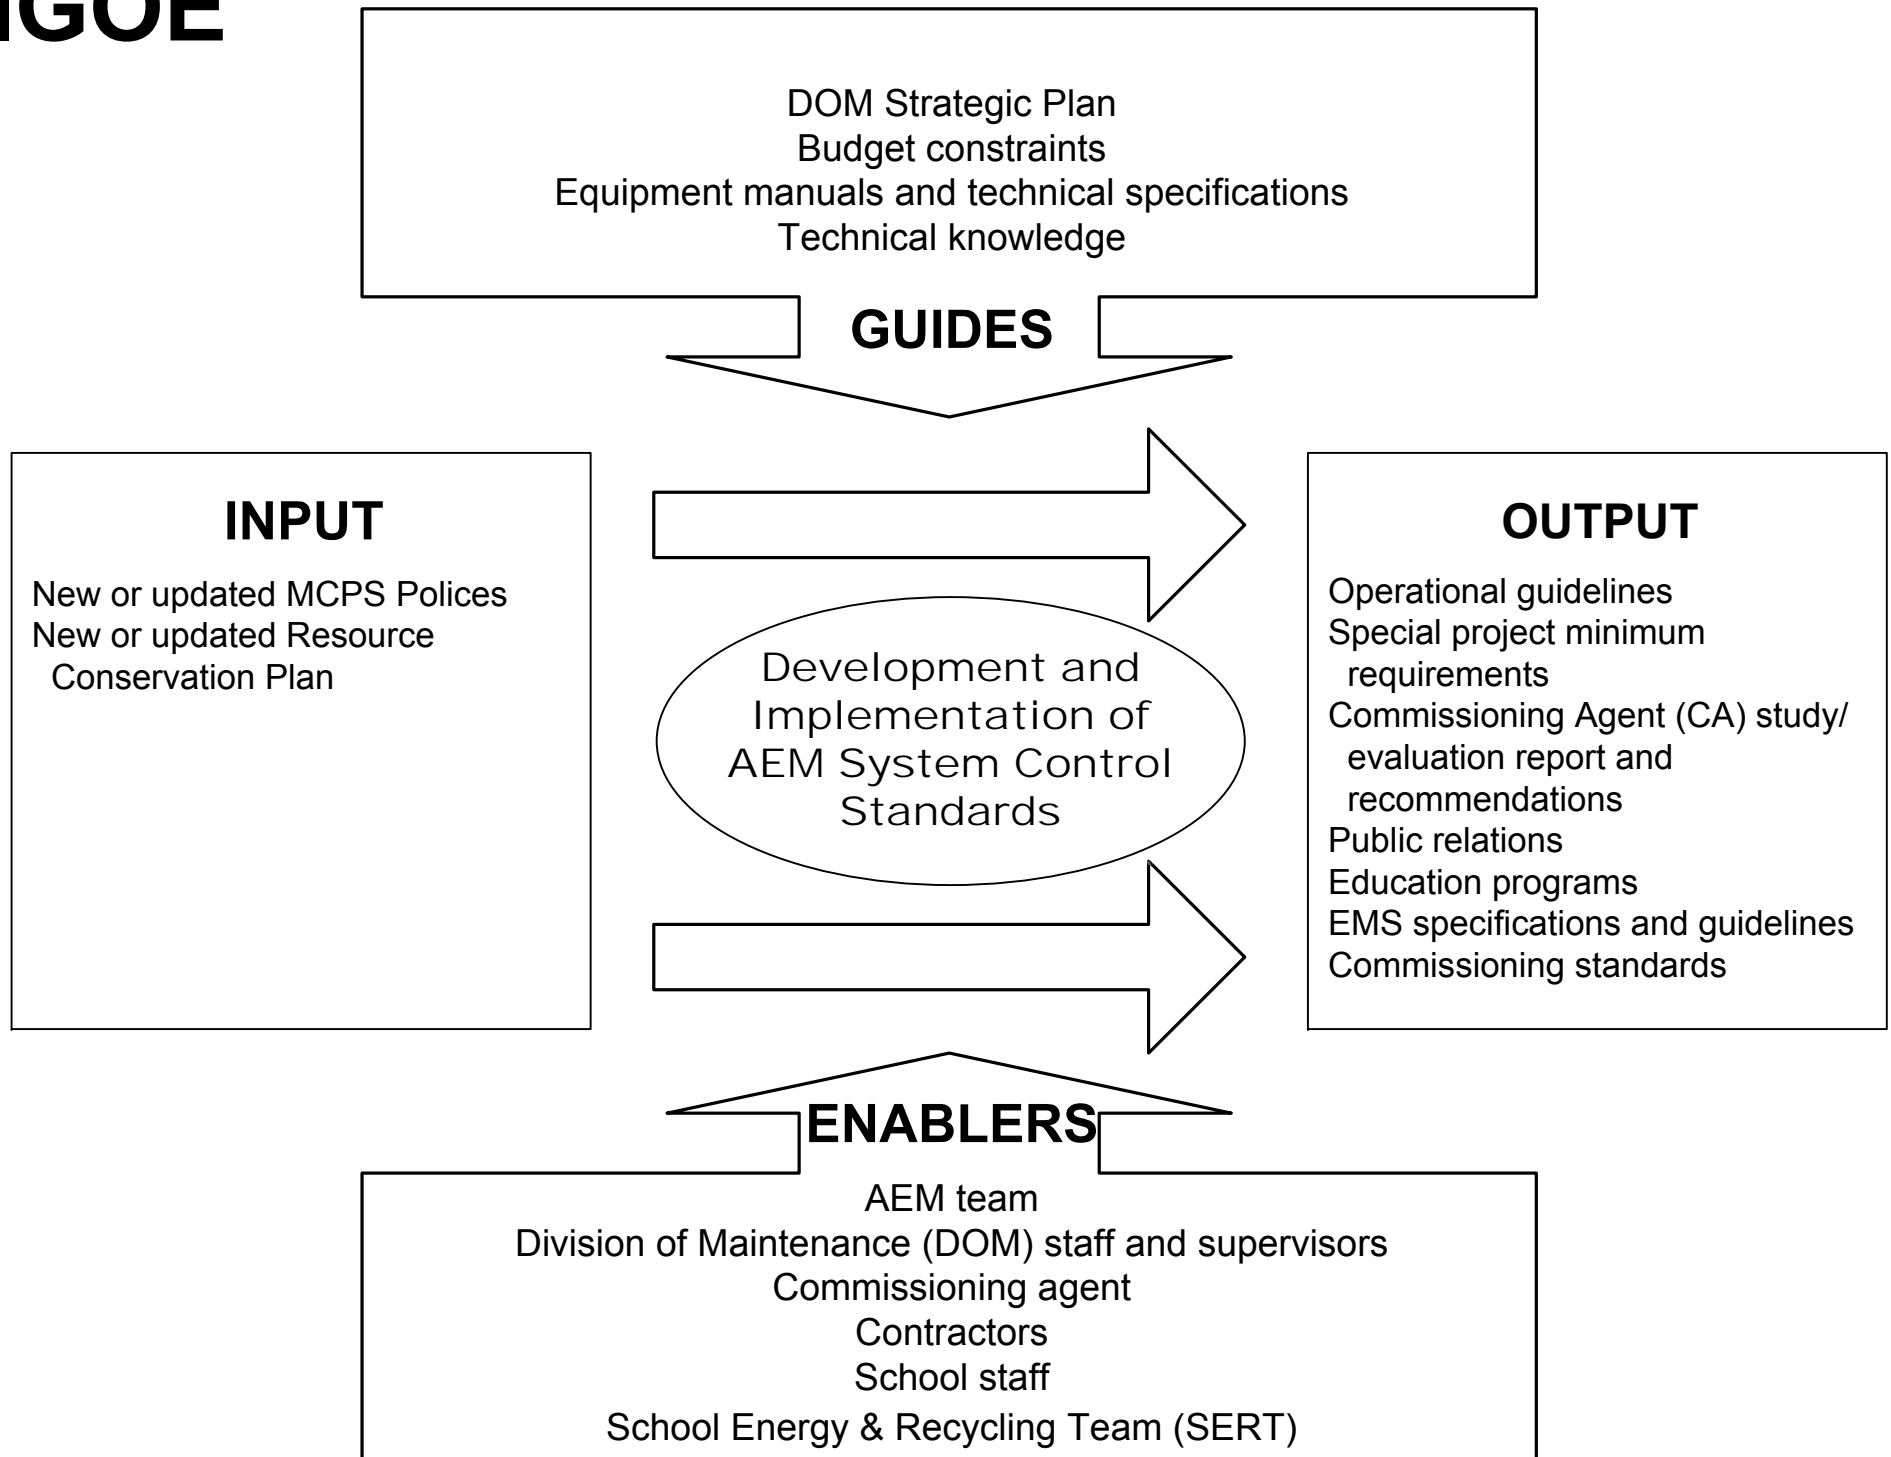 IGOE
DOM Strategic Plan
Budget constraints
Equipment manuals and technical specifications
Technical knowledge
GUIDES
INPUT
New or updated MCPS Polices
New or updated Resource
Conservation Plan
Development and
Implementation of
AEM System Control
Standards
OUTPUT
Operational guidelines
Special project minimum
requirements
Commissioning Agent (CA) study/
evaluation report and
recommendations
Public relations
Education programs
EMS specifications and guidelines
Commissioning standards
ENABLERS
AEM team
Division of Maintenance (DOM) staff and supervisors
Commissioning agent
Contractors
School staff
School Energy & Recycling Team (SERT)